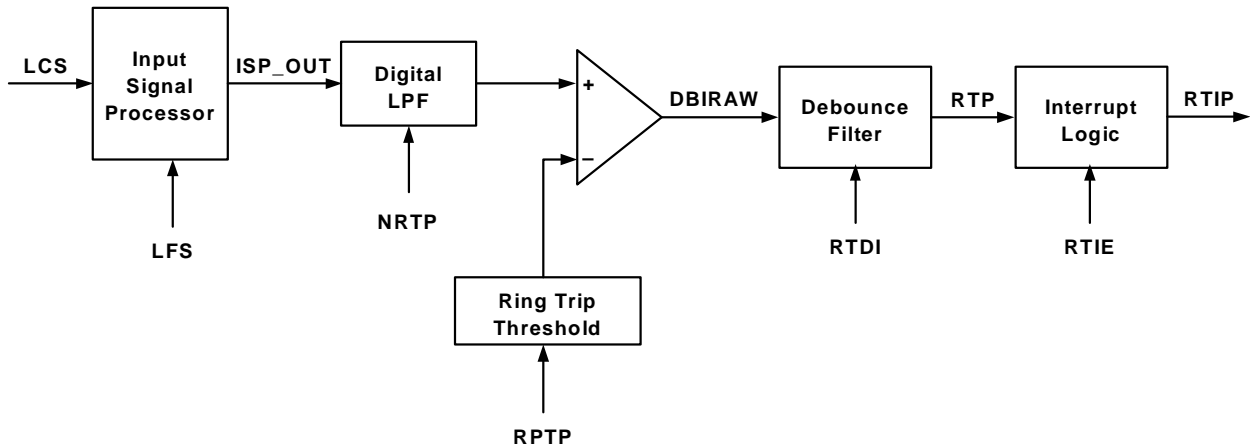 LCS
Input
Signal
Processor
ISP_OUT
Digital
LPF
+
−
DBIRAW
Debounce
Filter
RTP
Interrupt
Logic
RTIP
LFS
NRTP
RTDI
RTIE
Ring Trip
Threshold
RPTP